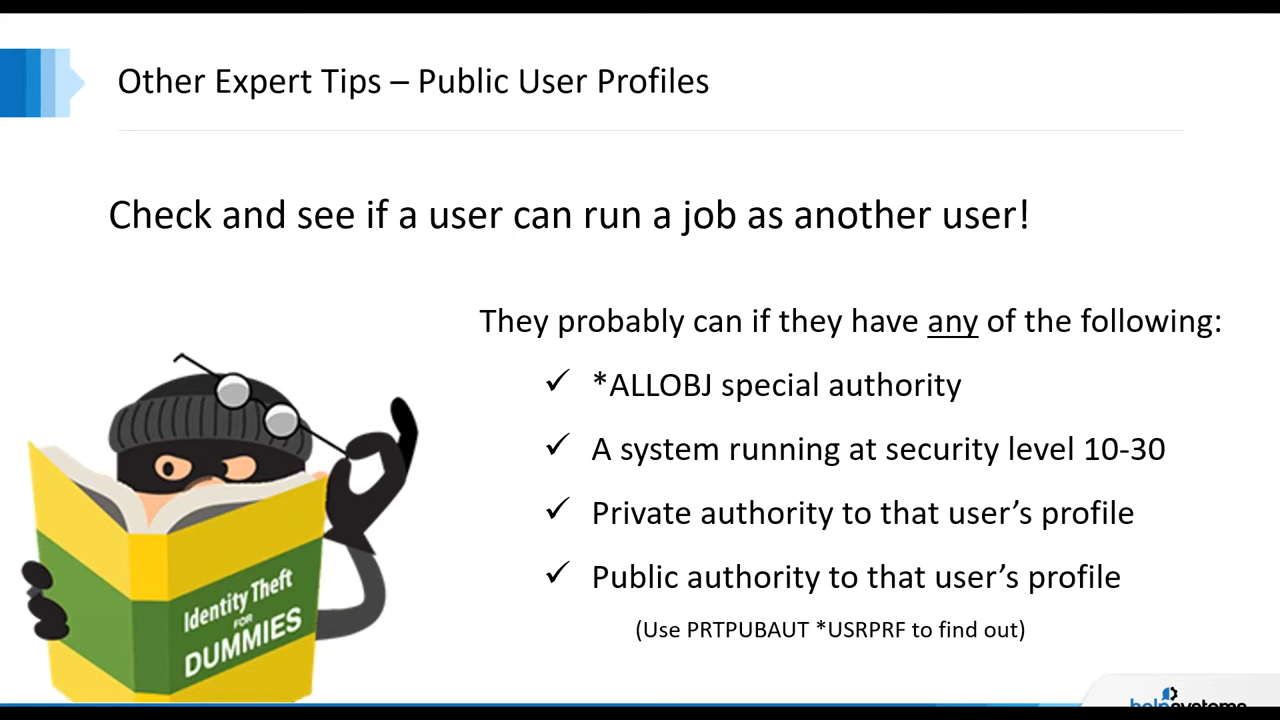 Other Expert Tips – Public User Profiles
Check and see if a user can run a job as another user!
They probably can if they have any of the following:
✓ *ALLOBJ special authority
✓ A system running at security level 10-30
✓ Private authority to that user’s profile
✓ Public authority to that user’s profile
(Use PRTPUBAUT *USRPRF to find out)
Identity Theft
FOR
DUMMIES
helpsystems